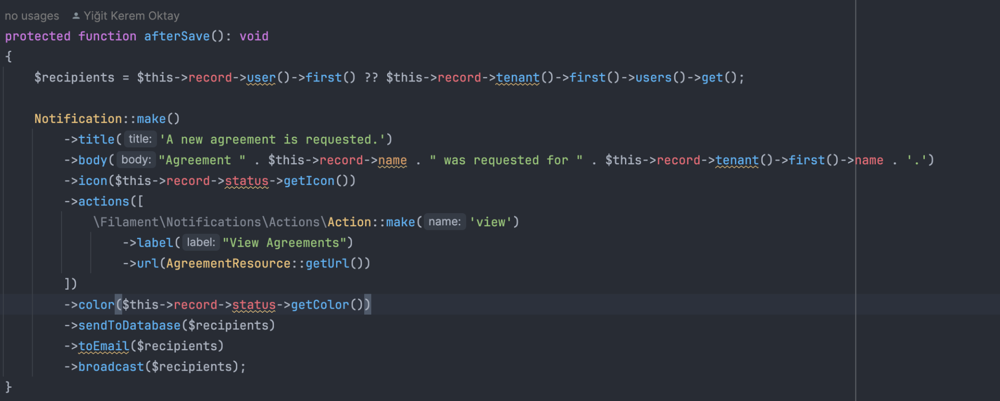 no usages Yiğit Kerem Oktay
protected function afterSave(): void
{
$recipients = $this->record->user()->first() ?? $this->record->tenant()->first()->users()->get();
Notification::make()
->title( title: 'A new agreement is requested.')
->body( body: "Agreement " . $this->record->name . " was requested for " . $this->record->tenant()->first()->name . '.')
->icon($this->record->status->getIcon())
->actions([
\Filament\Notifications\Actions\Action::make( name: 'view')
->label( label: "View Agreements")
->url(AgreementResource::getUrl())
])
->color($this->record->status->getColor())
->sendToDatabase($recipients)
->toEmail($recipients)
->broadcast($recipients);
}